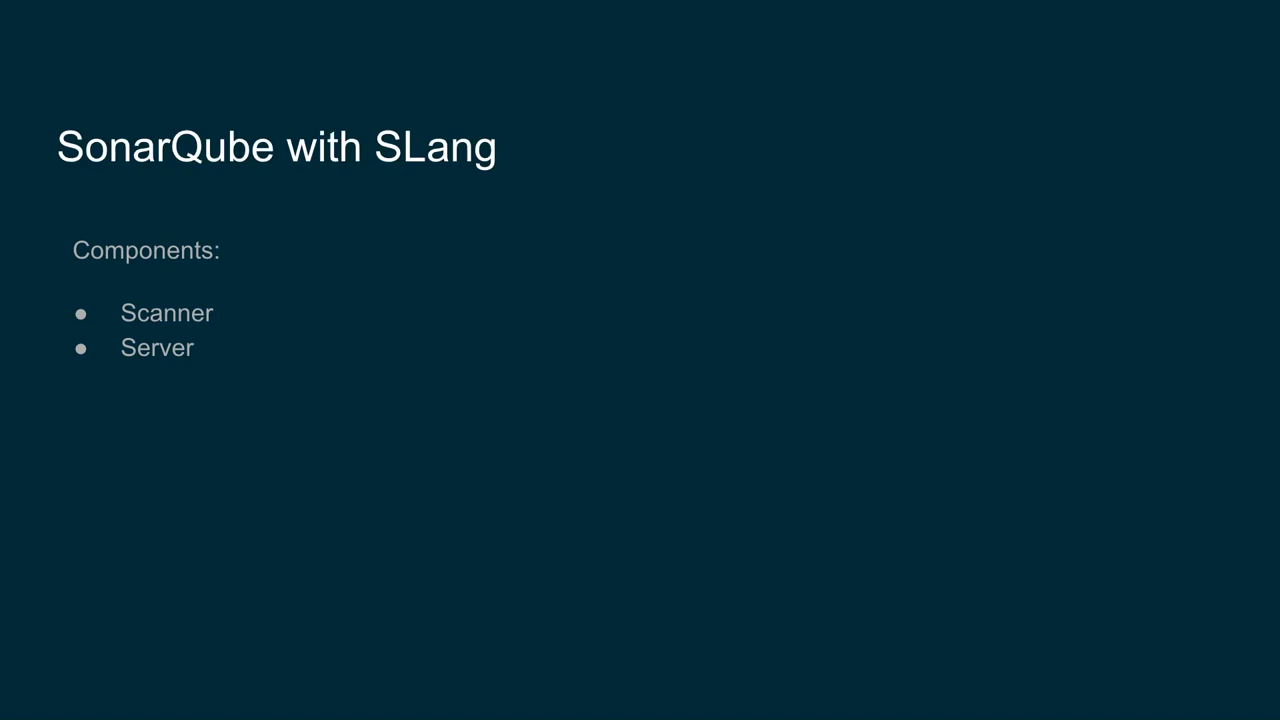 SonarQube with SLang
Components:
● Scanner
● Server